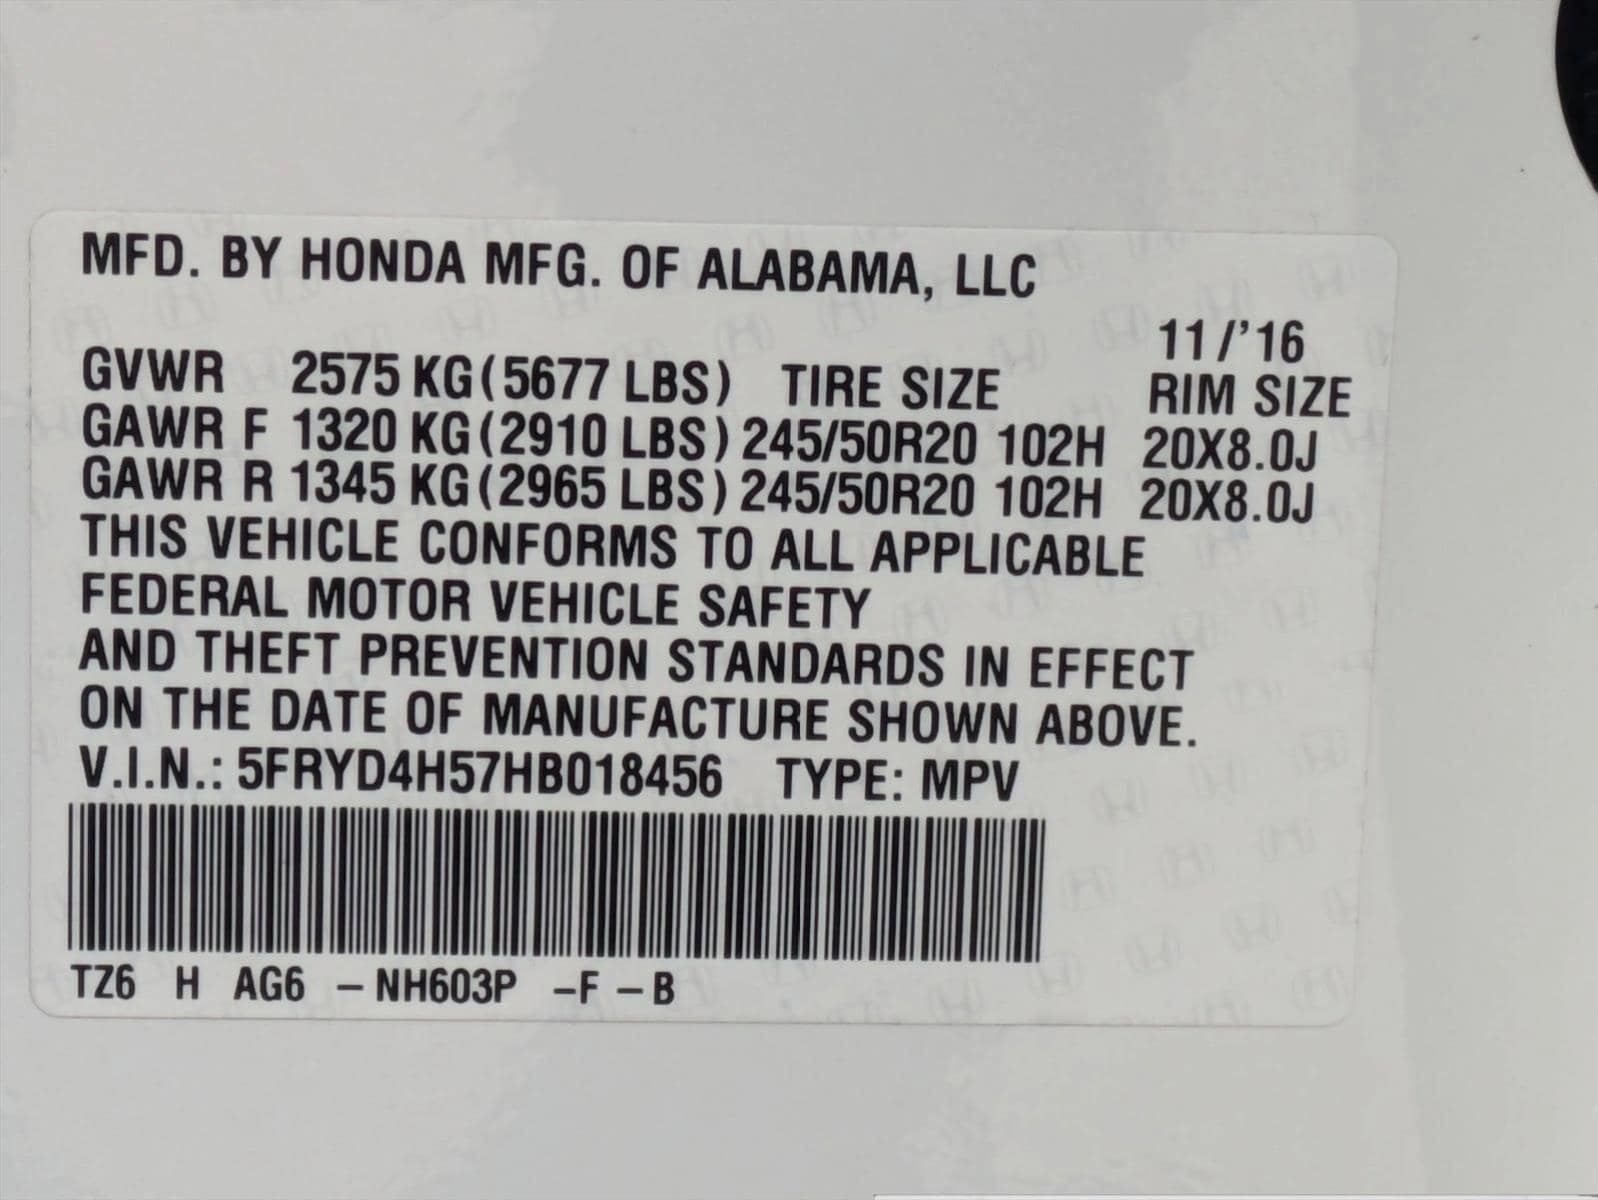 MFD. BY HONDA MFG. OF ALABAMA, LLC
11/'16
GVWR 2575 KG (5677 LBS) TIRE SIZE RIM SIZE
GAWR F 1320 KG (2910 LBS) 245/50R20 102H 20X8.0J
GAWR R 1345 KG (2965 LBS) 245/50R20 102H 20X8.0J
THIS VEHICLE CONFORMS TO ALL APPLICABLE
FEDERAL MOTOR VEHICLE SAFETY
AND THEFT PREVENTION STANDARDS IN EFFECT
ON THE DATE OF MANUFACTURE SHOWN ABOVE.
V.I.N.: 5FRYD4H57HB018456 TYPE: MPV
TZ6 H AG6 – NH603P –F – B